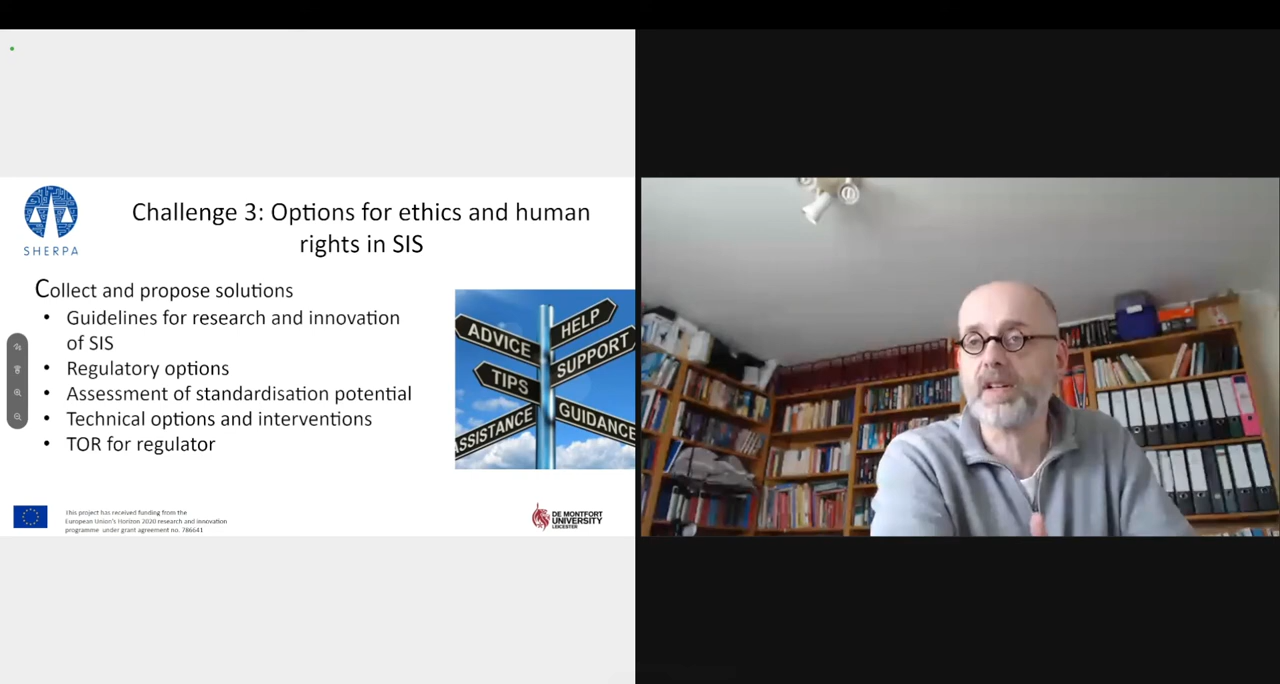 SHERPA
Challenge 3: Options for ethics and human
rights in SIS
Collect and propose solutions
• Guidelines for research and innovation
of SIS
• Regulatory options
• Assessment of standardisation potential
• Technical options and interventions
• TOR for regulator
ADVICE
HELP
SUPPORT
TIPS
ASSISTANCE
GUIDANCE
This project has received funding from the
European Union's Horizon 2020 research and innovation
programme under grant agreement no. 786641
DE MONTFORT
UNIVERSITY
LEICESTER